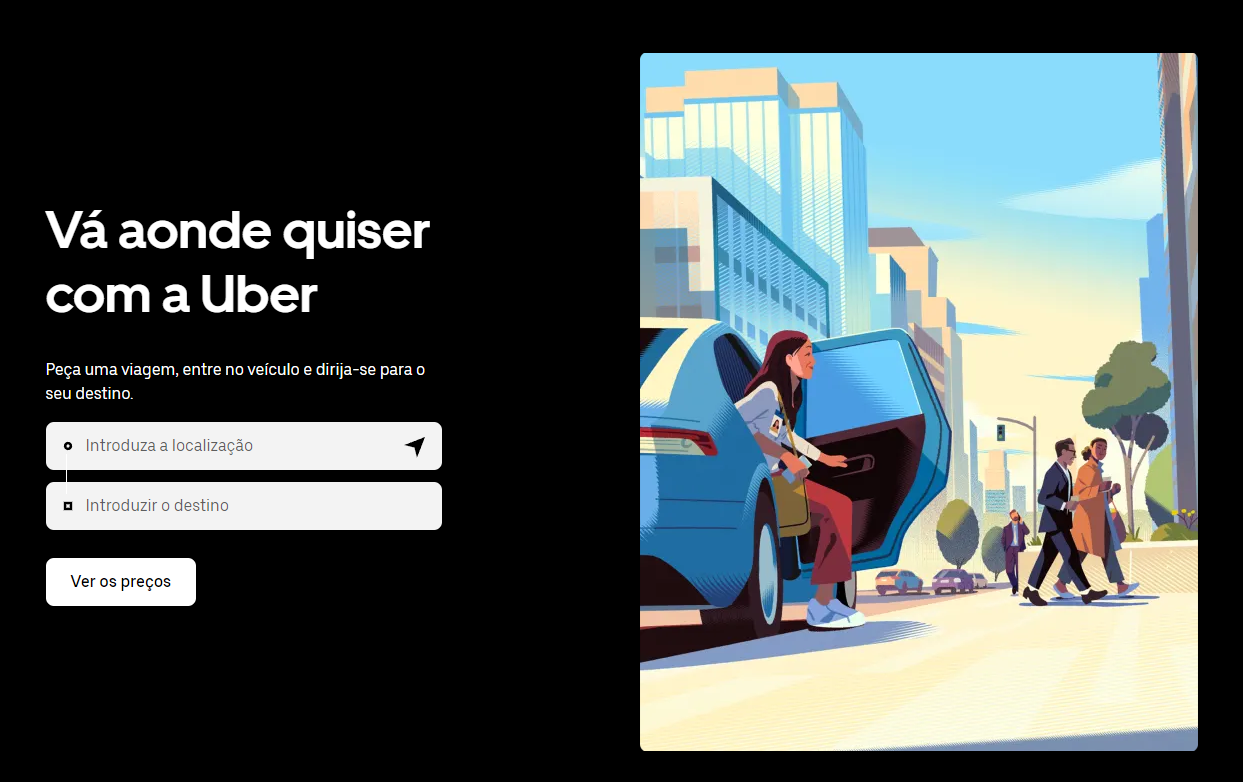 Vá aonde quiser
com a Uber
Peça uma viagem, entre no veículo e dirija-se para o
seu destino.
Introduza a localização
Introduzir o destino
Ver os preços